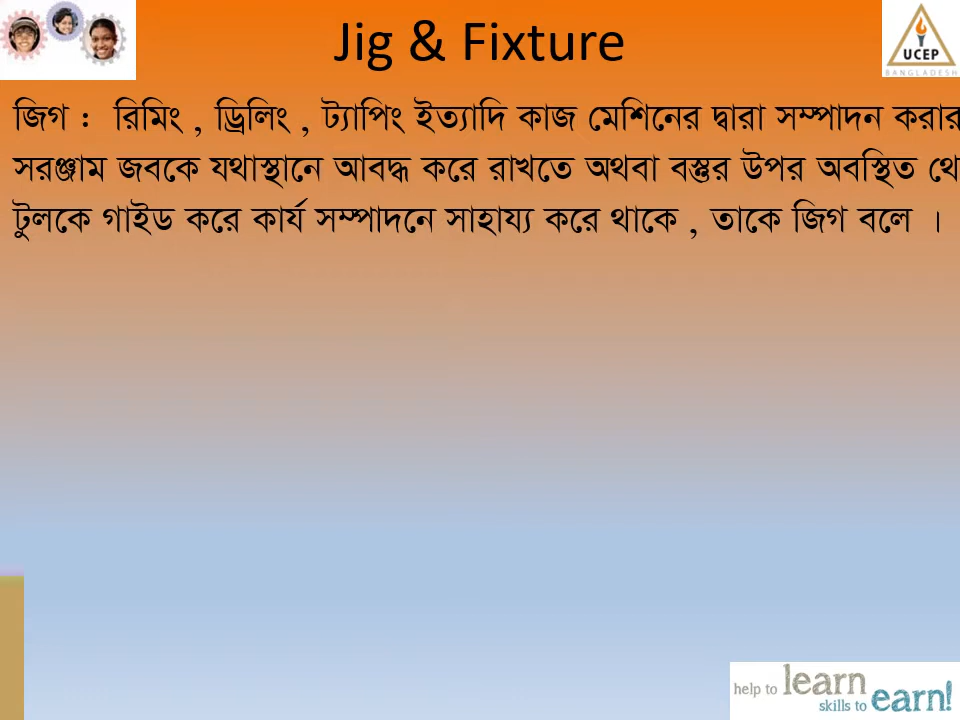 Jig & Fixture
UCEP
BANGLADESH
জিগ : রিমিং , ড্রিলিং , ট্যাপিং ইত্যাদি কাজ মেশিনের দ্বারা সম্পাদন করার
সরঞ্জাম জবকে যথাস্থানে আবদ্ধ করে রাখতে অথবা বস্তুর উপর অবস্থিত থে
টুলকে গাইড করে কার্য সম্পাদনে সাহায্য করে থাকে , তাকে জিগ বলে ।
help to learn
skills to earn!